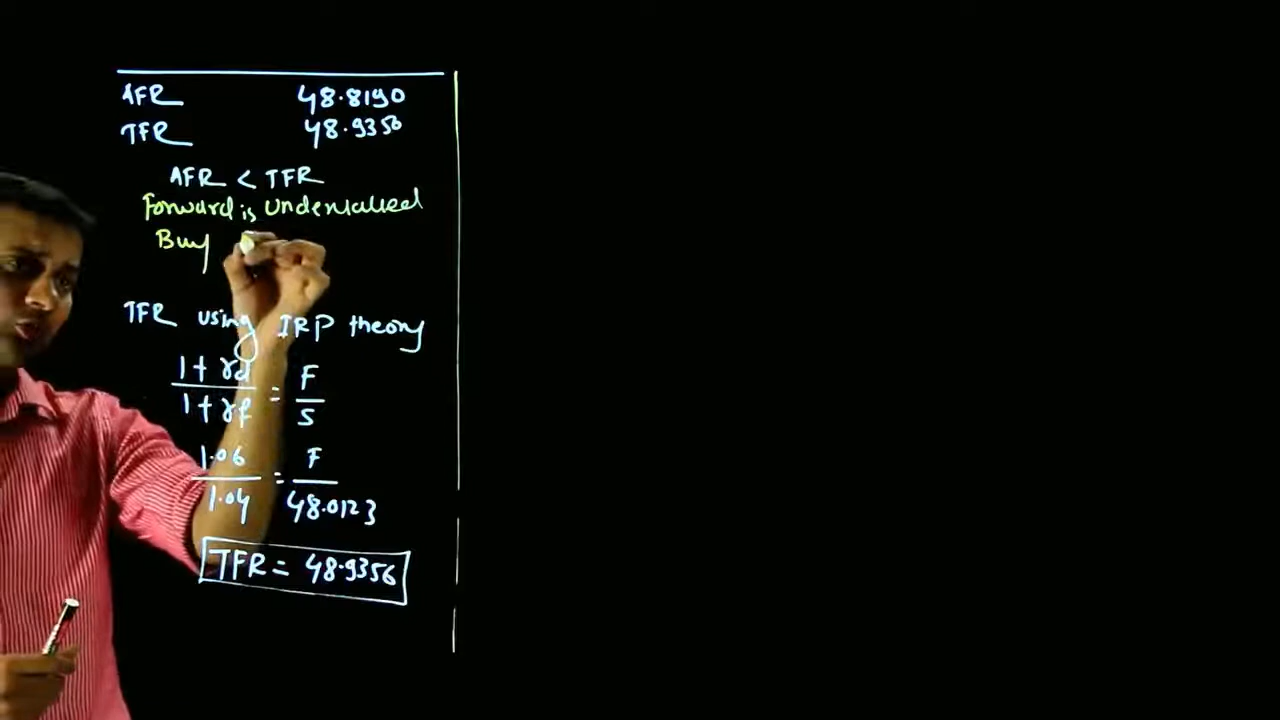 AFR 48.8190
TFR 48.9356
AFR < TFR
Forward is undervalued
Buy
TFR using IRP theory
1 + rd / 1 + rf = F / S
1.06 / 1.04 = F / 48.0123
TFR = 48.9356